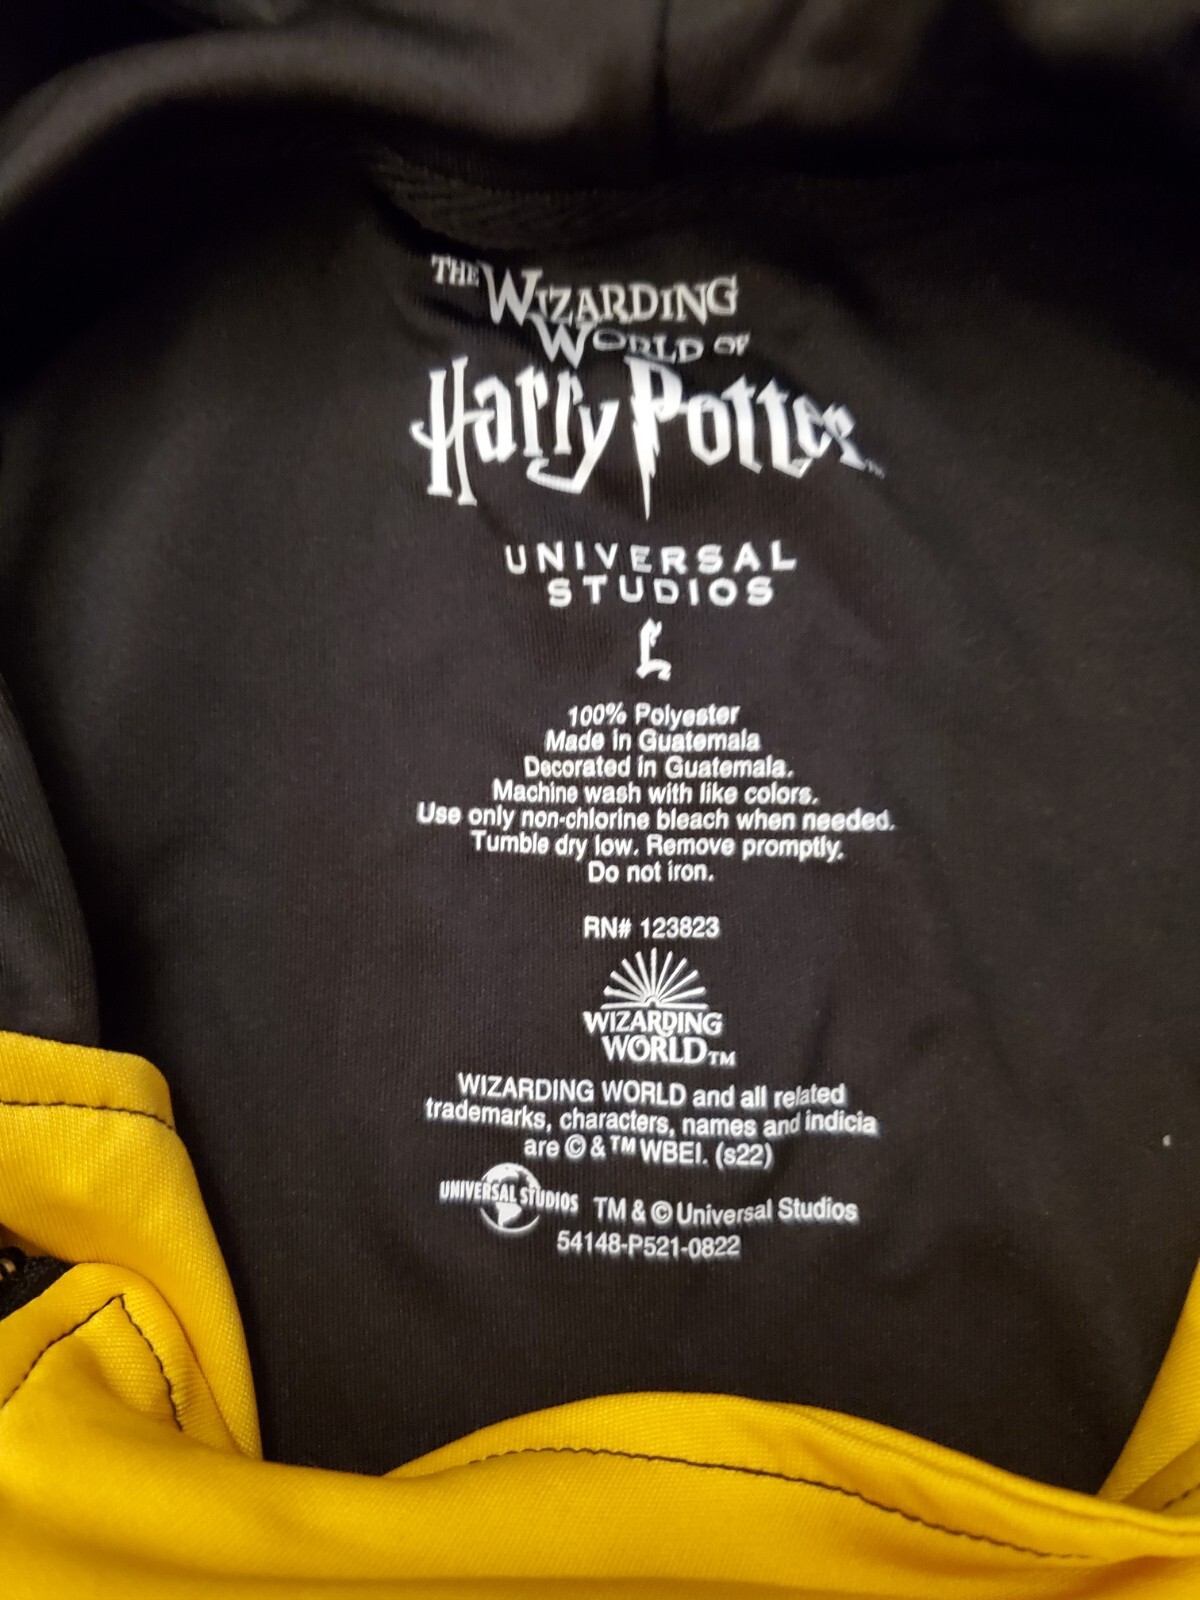 THE WIZARDING
WORLD OF
Harry Potter™
UNIVERSAL
STUDIOS
L
100% Polyester
Made in Guatemala
Decorated in Guatemala.
Machine wash with like colors.
Use only non-chlorine bleach when needed.
Tumble dry low. Remove promptly.
Do not iron.
RN# 123823
WIZARDING
WORLD™
WIZARDING WORLD and all related
trademarks, characters, names and indicia
are © & ™ WBEI. (s22)
UNIVERSAL STUDIOS TM & © Universal Studios
54148-P521-0822